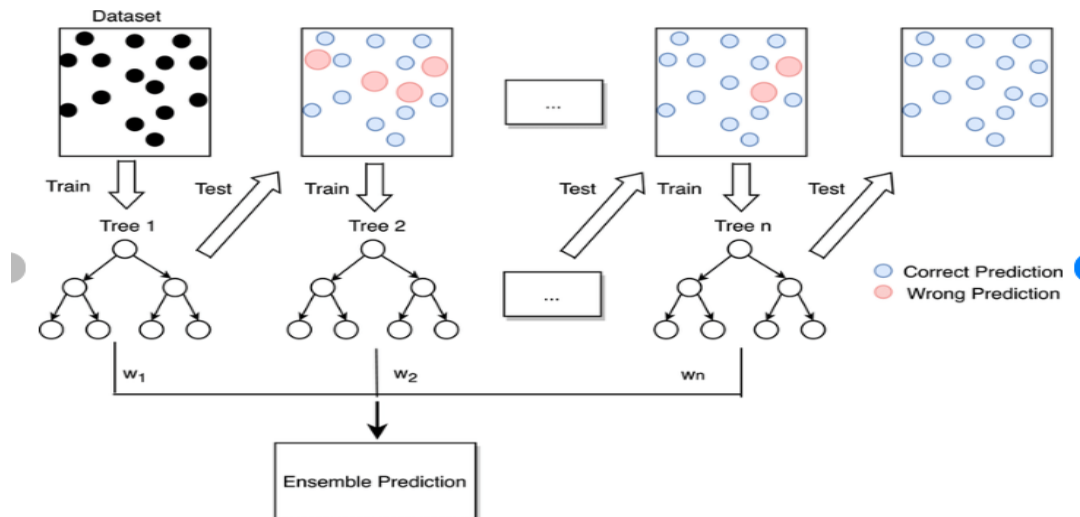 Dataset
...
Train
Test
Train
Test
Train
Test
Tree 1
Tree 2
Tree n
...
Correct Prediction
Wrong Prediction
w1
w2
wn
Ensemble Prediction